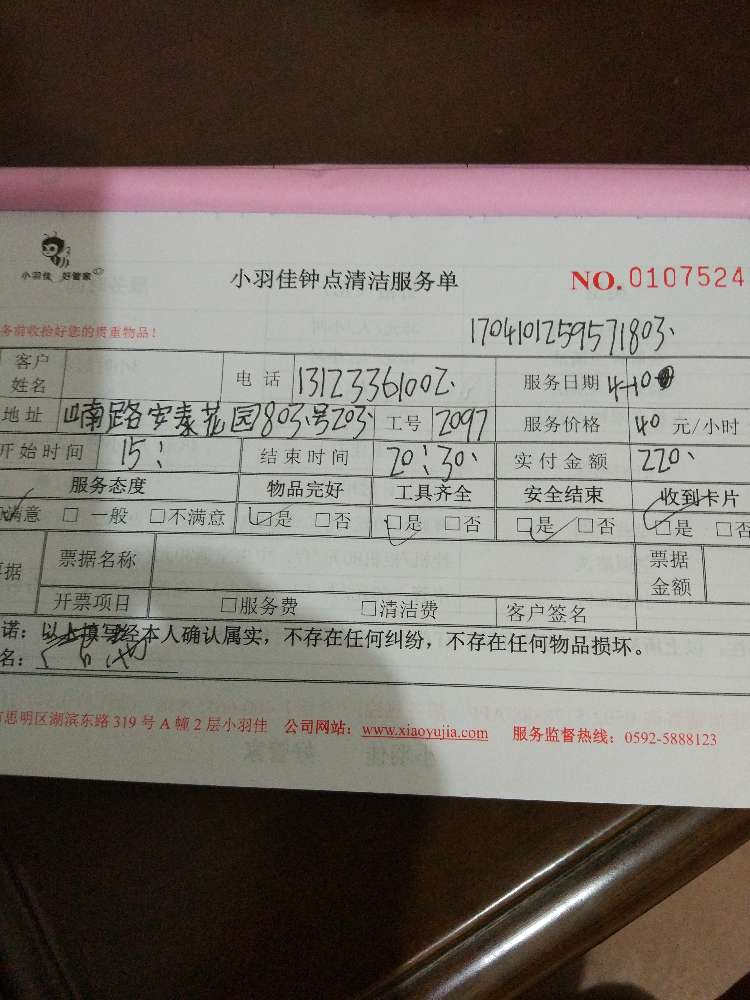 小羽佳 好管家
小羽佳钟点清洁服务单 NO.0107524
务前收拾好您的贵重物品!
1704101259571803.
客户姓名 电话 13123361002. 服务日期 4-10
地址 南路安泰花园803号203. 工号 2097 服务价格 40 元/小时
开始时间 15: 结束时间 20:30. 实付金额 220.
服务态度 物品完好 工具齐全 安全结束 收到卡片
满意 □ 一般 □不满意 □是 □否 □是 □否 □是 □否 □是 □否
据 票据名称 票据金额
开票项目 □服务费 □清洁费 客户签名
诺:以上填写经本人确认属实,不存在任何纠纷,不存在任何物品损坏。
名:
思明区湖滨东路 319 号 A 幢 2 层小羽佳 公司网站:www.xiaoyujia.com 服务监督热线:0592-5888123